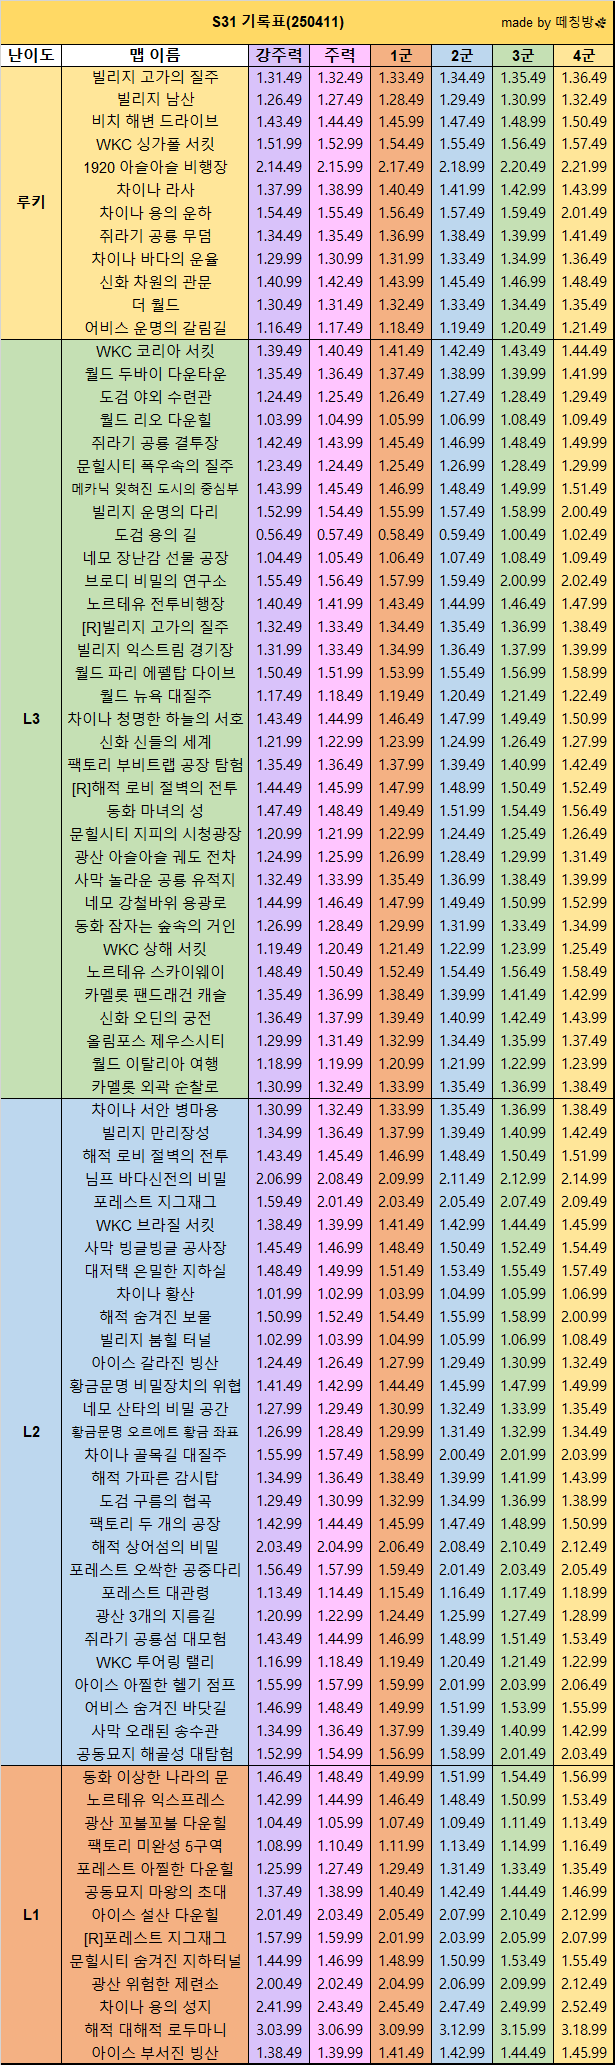 S31 기록표(250411) made by 떼칭방
난이도 맵 이름 강주력 주력 1군 2군 3군 4군
루키
빌리지 고가의 질주 1.31.49 1.32.49 1.33.49 1.34.49 1.35.49 1.36.49
빌리지 남산 1.26.49 1.27.49 1.28.49 1.29.49 1.30.99 1.32.49
비치 해변 드라이브 1.43.49 1.44.49 1.45.99 1.47.49 1.48.99 1.50.49
WKC 싱가폴 서킷 1.51.99 1.52.99 1.54.49 1.55.49 1.56.49 1.57.49
1920 아슬아슬 비행장 2.14.49 2.15.99 2.17.49 2.18.99 2.20.49 2.21.99
차이나 라사 1.37.99 1.38.99 1.40.49 1.41.99 1.42.99 1.43.99
차이나 용의 운하 1.54.49 1.55.49 1.56.49 1.57.49 1.59.49 2.01.49
쥐라기 공룡 무덤 1.34.49 1.35.49 1.36.99 1.38.49 1.39.99 1.41.49
차이나 바다의 운율 1.29.99 1.30.99 1.31.99 1.33.49 1.34.99 1.36.49
신화 차원의 관문 1.40.99 1.42.49 1.43.99 1.45.49 1.46.99 1.48.49
더 월드 1.30.49 1.31.49 1.32.49 1.33.49 1.34.49 1.35.49
어비스 운명의 갈림길 1.16.49 1.17.49 1.18.49 1.19.49 1.20.49 1.21.49
L3
WKC 코리아 서킷 1.39.49 1.40.49 1.41.49 1.42.49 1.43.49 1.44.49
월드 두바이 다운타운 1.35.49 1.36.49 1.37.49 1.38.99 1.39.49 1.41.99
도검 야외 수련관 1.24.49 1.25.49 1.26.49 1.27.49 1.28.49 1.29.49
월드 리오 다운힐 1.03.99 1.04.99 1.05.99 1.06.99 1.08.49 1.09.49
쥐라기 공룡 결투장 1.42.49 1.43.99 1.45.49 1.46.99 1.48.49 1.49.99
문힐시티 폭우속의 질주 1.23.49 1.24.49 1.25.49 1.26.99 1.28.49 1.29.99
메카닉 잊혀진 도시의 중심부 1.43.99 1.45.49 1.46.99 1.48.49 1.49.99 1.51.49
빌리지 운명의 다리 1.52.99 1.54.49 1.55.99 1.57.49 1.58.99 2.00.49
도검 용의 길 0.56.49 0.57.49 0.58.49 0.59.49 1.00.49 1.02.49
네모 장난감 선물 공장 1.04.49 1.05.49 1.06.49 1.07.49 1.08.49 1.09.49
브로디 비밀의 연구소 1.55.49 1.56.49 1.57.99 1.59.49 2.00.99 2.02.49
노르테유 전투비행장 1.40.49 1.41.99 1.43.49 1.44.99 1.46.49 1.47.99
[R]빌리지 고가의 질주 1.32.49 1.33.49 1.34.49 1.35.49 1.36.99 1.38.49
빌리지 익스트림 경기장 1.31.99 1.33.49 1.34.99 1.36.49 1.37.99 1.39.99
월드 파리 에펠탑 다이브 1.50.49 1.51.99 1.53.99 1.55.49 1.56.99 1.58.99
월드 뉴욕 대질주 1.17.49 1.18.49 1.19.49 1.20.49 1.21.49 1.22.49
차이나 청명한 하늘의 서호 1.43.49 1.44.99 1.46.49 1.47.99 1.49.49 1.50.99
신화 신들의 세계 1.21.99 1.22.99 1.23.99 1.24.99 1.26.49 1.27.99
팩토리 부비트랩 공장 탐험 1.35.49 1.36.49 1.37.99 1.39.49 1.40.99 1.42.49
[R]해적 로비 절벽의 전투 1.44.49 1.45.99 1.47.49 1.48.99 1.50.49 1.52.49
동화 마녀의 성 1.47.49 1.48.49 1.49.49 1.51.99 1.54.49 1.56.49
문힐시티 지피의 시청광장 1.20.99 1.21.99 1.22.99 1.24.49 1.25.49 1.26.49
광산 아슬아슬 궤도 전차 1.24.99 1.25.99 1.26.99 1.28.49 1.29.99 1.31.49
사막 놀라운 공룡 유적지 1.32.49 1.33.99 1.35.49 1.36.99 1.38.49 1.39.99
네모 강철바위 용광로 1.44.99 1.46.49 1.47.99 1.49.49 1.50.99 1.52.99
동화 잠자는 숲속의 거인 1.26.99 1.28.49 1.29.99 1.31.99 1.33.49 1.34.99
WKC 상해 서킷 1.19.49 1.20.49 1.21.49 1.22.99 1.23.99 1.25.49
노르테유 스카이웨이 1.48.49 1.50.49 1.52.49 1.54.49 1.56.49 1.58.49
카멜롯 팬드래건 캐슬 1.35.49 1.36.99 1.38.49 1.39.99 1.41.49 1.42.99
신화 오딘의 궁전 1.36.49 1.37.99 1.39.49 1.40.99 1.42.49 1.43.99
올림포스 제우스시티 1.29.99 1.31.49 1.32.99 1.34.49 1.35.99 1.37.49
월드 이탈리아 여행 1.18.99 1.19.99 1.20.99 1.21.99 1.22.99 1.23.99
카멜롯 외곽 순찰로 1.30.99 1.32.49 1.33.99 1.35.49 1.36.99 1.38.49
L2
차이나 서안 병마용 1.30.99 1.32.49 1.33.99 1.35.49 1.36.99 1.38.49
빌리지 만리장성 1.34.99 1.36.49 1.37.99 1.39.49 1.40.99 1.42.49
해적 로비 절벽의 전투 1.43.49 1.45.49 1.46.99 1.48.49 1.50.49 1.51.99
님프 바다신전의 비밀 2.06.99 2.08.49 2.09.99 2.11.49 2.12.99 2.14.99
포레스트 지그재그 1.59.49 2.01.49 2.03.49 2.05.49 2.07.49 2.09.49
WKC 브라질 서킷 1.38.49 1.39.99 1.41.49 1.42.99 1.44.49 1.45.99
사막 빙글빙글 공사장 1.45.49 1.46.99 1.48.49 1.50.49 1.52.49 1.54.49
대저택 은밀한 지하실 1.48.49 1.49.99 1.51.49 1.53.49 1.55.49 1.57.49
차이나 황산 1.01.99 1.02.99 1.03.99 1.04.99 1.05.99 1.06.99
해적 숨겨진 보물 1.50.99 1.52.49 1.54.49 1.55.99 1.58.99 2.00.99
빌리지 붐힐 터널 1.02.99 1.03.99 1.04.99 1.05.99 1.06.99 1.08.49
아이스 갈라진 빙산 1.24.49 1.26.49 1.27.99 1.29.49 1.30.99 1.32.49
황금문명 비밀장치의 위협 1.41.49 1.42.99 1.44.49 1.45.99 1.47.99 1.49.99
네모 산타의 비밀 공간 1.27.99 1.29.49 1.30.99 1.32.49 1.33.99 1.35.49
황금문명 오르에트 황금 좌표 1.26.99 1.28.49 1.29.99 1.31.49 1.32.99 1.34.49
차이나 골목길 대질주 1.55.99 1.57.49 1.58.99 2.00.49 2.01.99 2.03.99
해적 가파른 감시탑 1.34.99 1.36.49 1.38.49 1.39.99 1.41.99 1.43.99
도검 구름의 협곡 1.29.49 1.30.99 1.32.99 1.34.99 1.36.99 1.38.99
팩토리 두 개의 공장 1.42.99 1.44.49 1.45.99 1.47.49 1.48.99 1.50.99
해적 상어섬의 비밀 2.03.49 2.04.99 2.06.49 2.08.49 2.10.49 2.12.49
포레스트 오싹한 공중다리 1.56.49 1.57.99 1.59.49 2.01.49 2.03.49 2.05.49
포레스트 대관령 1.13.49 1.14.49 1.15.49 1.16.49 1.17.49 1.18.99
광산 3개의 지름길 1.20.99 1.22.99 1.24.49 1.25.99 1.27.49 1.28.99
쥐라기 공룡섬 대모험 1.43.49 1.44.99 1.46.99 1.48.99 1.51.49 1.53.49
WKC 투어링 랠리 1.16.99 1.18.49 1.19.49 1.20.49 1.21.49 1.22.99
아이스 아찔한 헬기 점프 1.55.99 1.57.99 1.59.99 2.01.99 2.03.99 2.06.49
어비스 숨겨진 바닷길 1.46.99 1.48.49 1.49.99 1.51.99 1.53.99 1.55.99
사막 오래된 송수관 1.34.99 1.36.49 1.37.99 1.39.49 1.40.99 1.42.99
공동묘지 해골성 대탐험 1.52.99 1.54.99 1.56.99 1.58.99 2.01.49 2.03.49
L1
동화 이상한 나라의 문 1.46.49 1.48.49 1.49.99 1.51.99 1.54.49 1.56.99
노르테유 익스프레스 1.42.99 1.44.99 1.46.49 1.48.49 1.50.99 1.53.49
광산 꼬불꼬불 다운힐 1.04.49 1.05.99 1.07.49 1.09.49 1.11.49 1.13.49
팩토리 미완성 5구역 1.08.99 1.10.49 1.11.99 1.13.49 1.14.99 1.16.49
포레스트 아찔한 다운힐 1.25.99 1.27.49 1.29.49 1.31.49 1.33.49 1.35.49
공동묘지 마왕의 초대 1.37.49 1.38.99 1.40.49 1.42.49 1.44.49 1.46.99
아이스 설산 다운힐 2.01.49 2.03.49 2.05.49 2.07.99 2.10.49 2.12.99
[R]포레스트 지그재그 1.57.99 1.59.99 2.01.99 2.03.99 2.05.99 2.07.99
문힐시티 숨겨진 지하터널 1.44.99 1.46.99 1.48.99 1.50.99 1.53.49 1.55.49
광산 위험한 제련소 2.00.49 2.02.49 2.04.99 2.06.99 2.09.99 2.12.49
차이나 용의 성지 2.41.99 2.43.49 2.45.49 2.47.49 2.49.99 2.52.49
해적 대해적 로두마니 3.03.99 3.06.99 3.09.99 3.12.99 3.15.99 3.18.99
아이스 부서진 빙산 1.38.49 1.39.99 1.41.49 1.42.99 1.44.49 1.45.99